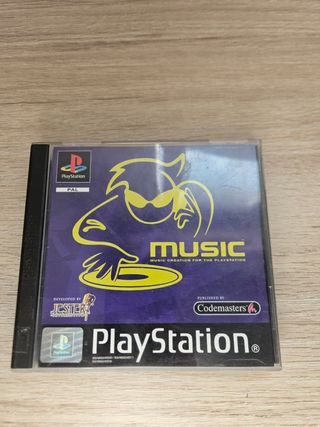 PlayStation
PAL
MUSIC
MUSIC CREATION FOR THE PLAYSTATION
DEVELOPED BY
JESTER
PUBLISHED BY
Codemasters
PlayStation®